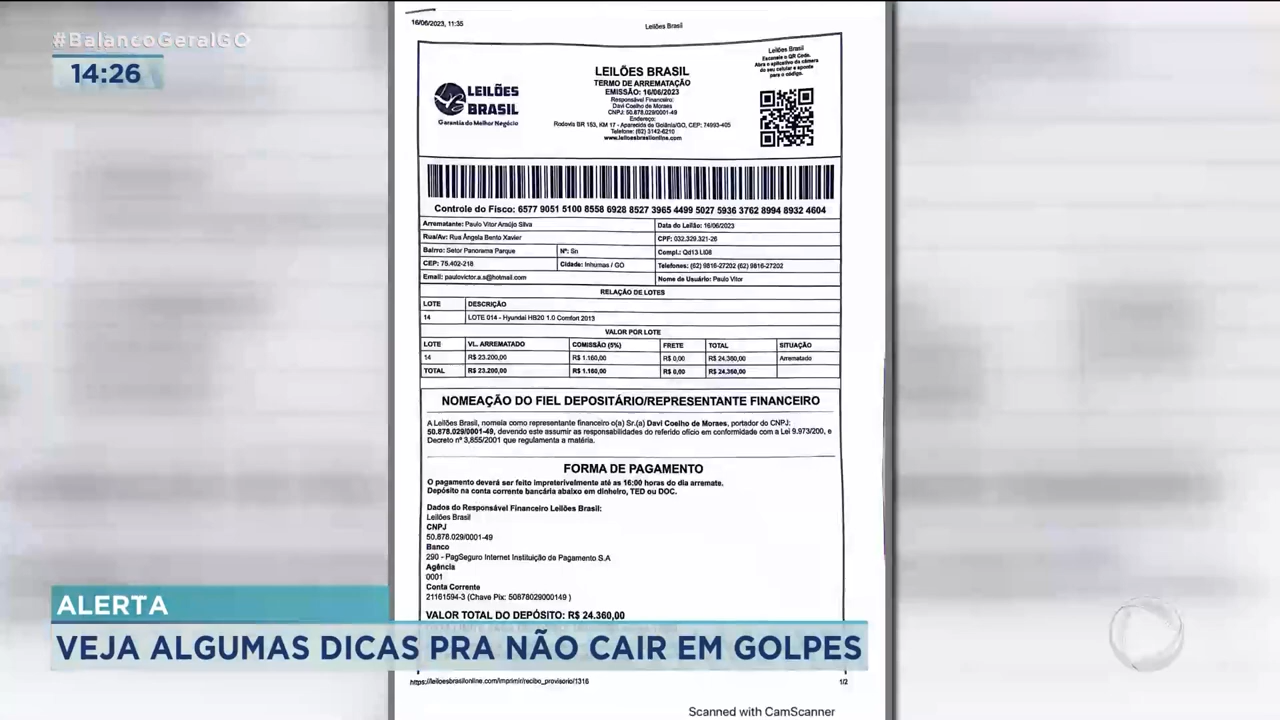 #BalancoGeralGO
14:26
16/06/2023, 11:35
Leilões Brasil
LEILÕES
BRASIL
Garantia do Melhor Negócio
LEILÕES BRASIL
TERMO DE ARREMATAÇÃO
EMISSÃO: 16/06/2023
Responsável Financeiro:
Davi Coelho de Moraes
CNPJ: 50.878.029/0001-49
Endereço:
Rodovia BR 153, KM 17 - Aparecida de Goiânia/GO, CEP: 74993-405
Telefone: (62) 3142-6210
www.leiloesbrasilonline.com
Leilões Brasil
Escaneie o QR Code.
Abra o aplicativo da câmera
do seu celular e aponte
para o código.
Controle do Fisco: 6577 9051 5100 8558 6928 8527 3965 4499 5027 5936 3762 8994 8932 4604
Arrematante: Paulo Vitor Araújo Silva Data do Leilão: 16/06/2023
Rua/Av: Rua Ângela Bento Xavier CPF: 032.329.321-26
Bairro: Setor Panorama Parque Nº: Sn Compl.: Qd13 Lt08
CEP: 75.402-218 Cidade: Inhumas / GO Telefones: (62) 9816-27202 (62) 9816-27202
Email: paulovictor.a.s@hotmail.com Nome de Usuário: Paulo Vitor
RELAÇÃO DE LOTES
LOTE DESCRIÇÃO
14 LOTE 014 - Hyundai HB20 1.0 Comfort 2013
VALOR POR LOTE
LOTE VL. ARREMATADO COMISSÃO (5%) FRETE TOTAL SITUAÇÃO
14 R$ 23.200,00 R$ 1.160,00 R$ 0,00 R$ 24.360,00 Arrematado
TOTAL R$ 23.200,00 R$ 1.160,00 R$ 0,00 R$ 24.360,00
NOMEAÇÃO DO FIEL DEPOSITÁRIO/REPRESENTANTE FINANCEIRO
A Leilões Brasil, nomeia como representante financeiro o(a) Sr.(a) Davi Coelho de Moraes, portador do CNPJ:
50.878.029/0001-49, devendo este assumir as responsabilidades do referido ofício em conformidade com a Lei 9.973/200, e
Decreto nº 3,855/2001 que regulamenta a matéria.
FORMA DE PAGAMENTO
O pagamento deverá ser feito impreterivelmente até as 16:00 horas do dia arremate.
Depósito na conta corrente bancária abaixo em dinheiro, TED ou DOC.
Dados do Responsável Financeiro Leilões Brasil:
Leilões Brasil
CNPJ
50.878.029/0001-49
Banco
290 - PagSeguro Internet Instituição de Pagamento S.A
Agência
0001
Conta Corrente
21161594-3 (Chave Pix: 50878029000149 )
VALOR TOTAL DO DEPÓSITO: R$ 24.360,00
ALERTA
VEJA ALGUMAS DICAS PRA NÃO CAIR EM GOLPES
https://leiloesbrasilonline.com/imprimir/recibo_provisorio/1316
1/2
Scanned with CamScanner